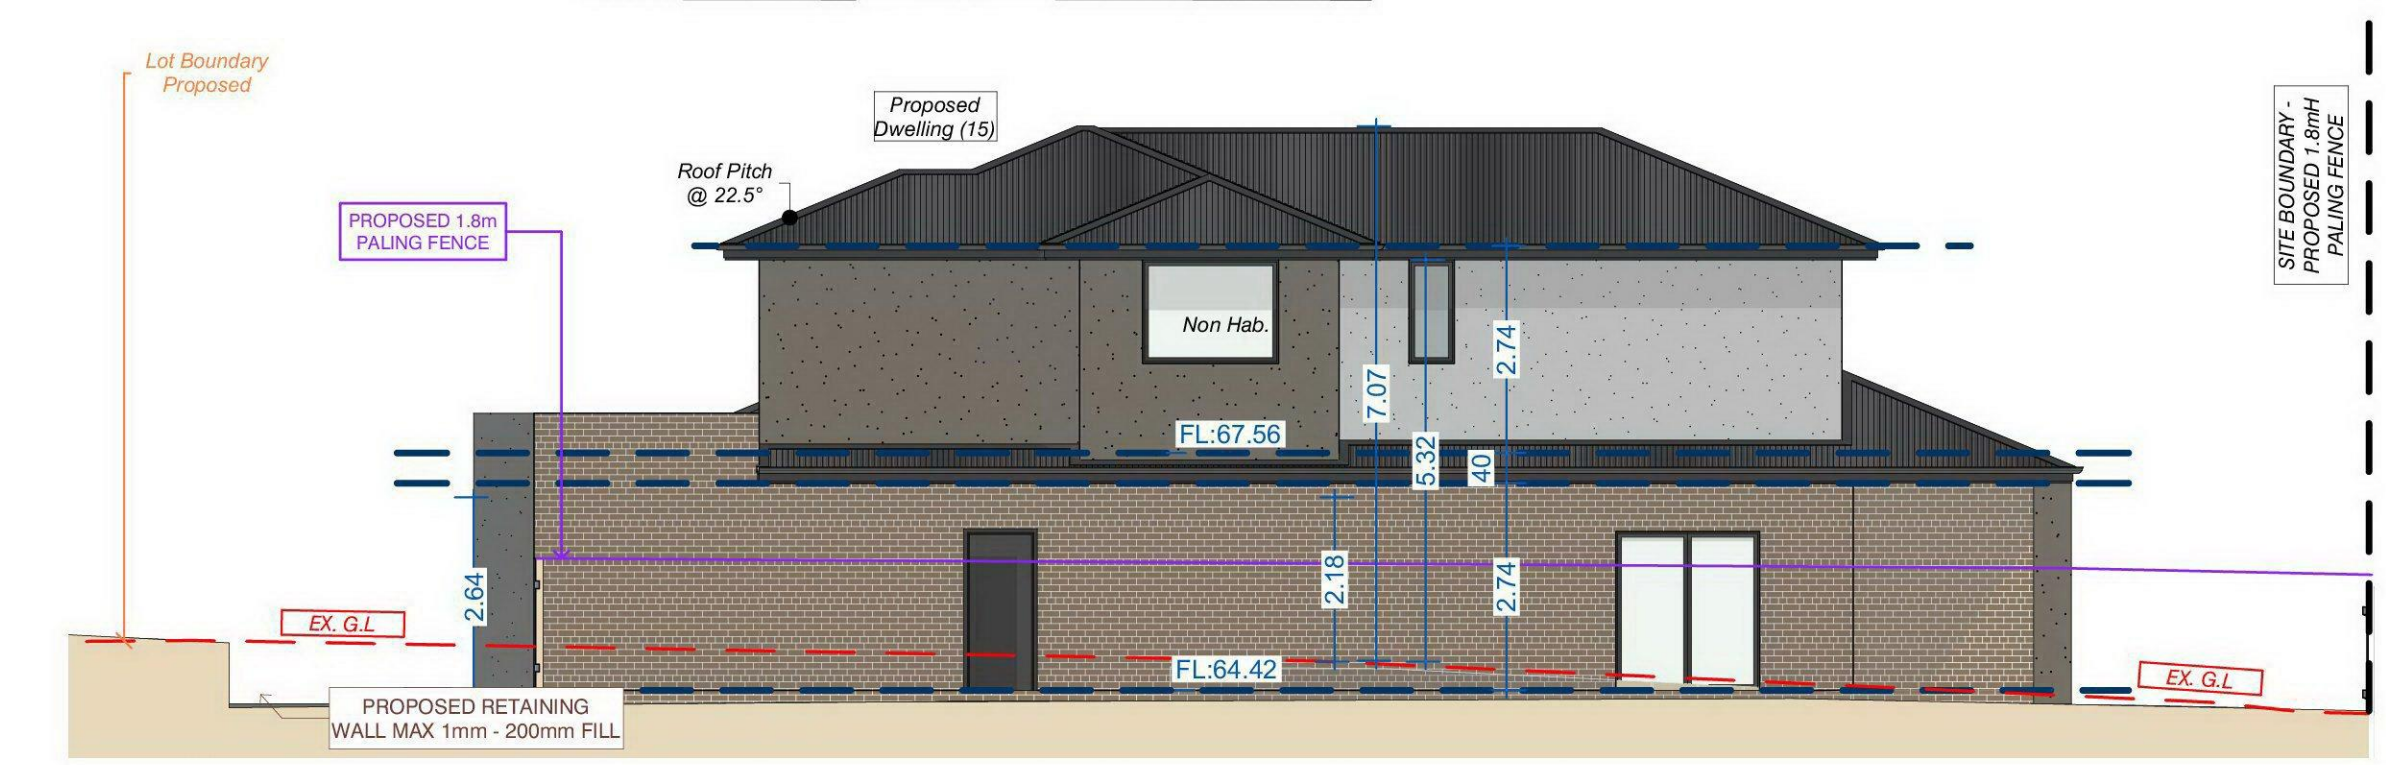 Lot Boundary
Proposed
Proposed
Dwelling (15)
SITE BOUNDARY -
PROPOSED 1.8mH
PALING FENCE
Roof Pitch
@ 22.5°
PROPOSED 1.8m
PALING FENCE
Non Hab.
2.74
7.07
FL:67.56
5.32
40
2.64
2.18
2.74
EX. G.L
FL:64.42
EX. G.L
PROPOSED RETAINING
WALL MAX 1mm - 200mm FILL